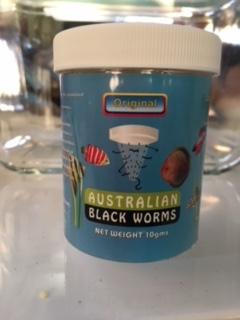 Original
AUSTRALIAN
BLACK WORMS
NET WEIGHT 10gms